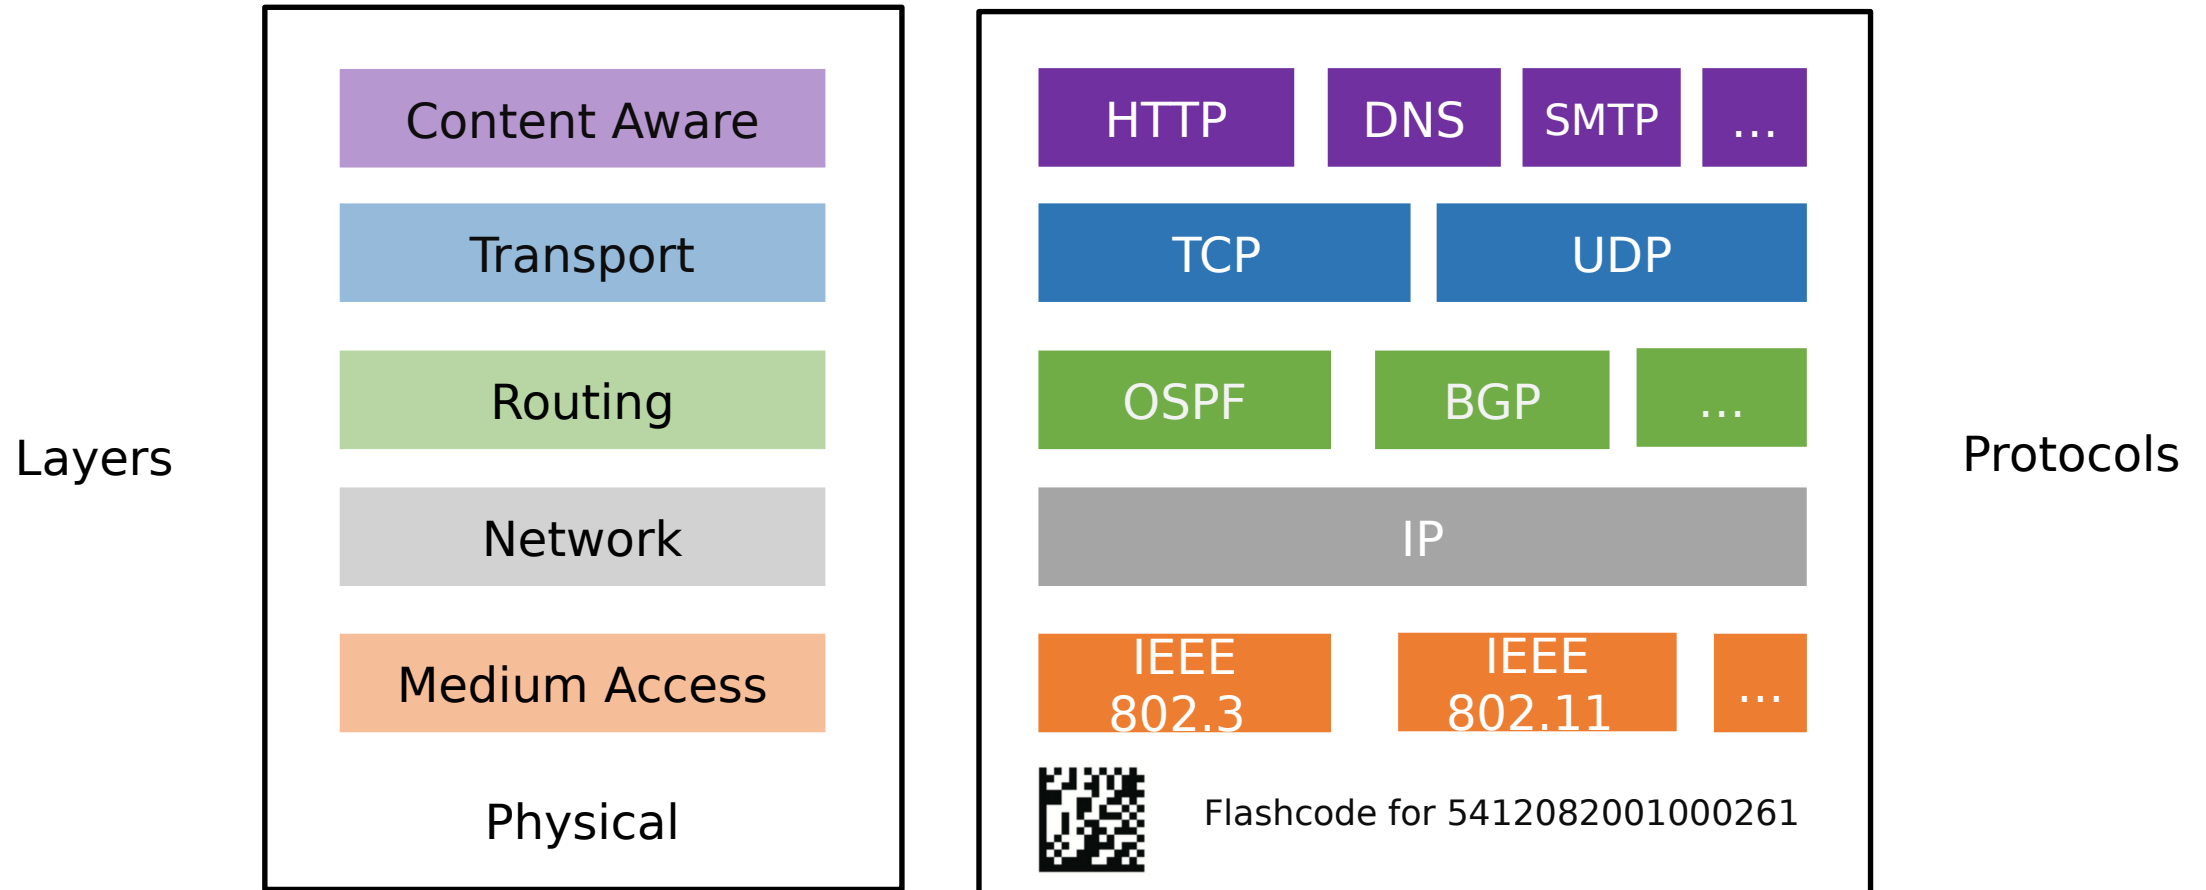 Layers
Content Aware
Transport
Routing
Network
Medium Access
Physical
HTTP
DNS
SMTP
...
TCP
UDP
OSPF
BGP
...
IP
IEEE
802.3
IEEE
802.11
...
Flashcode for 5412082001000261
Protocols